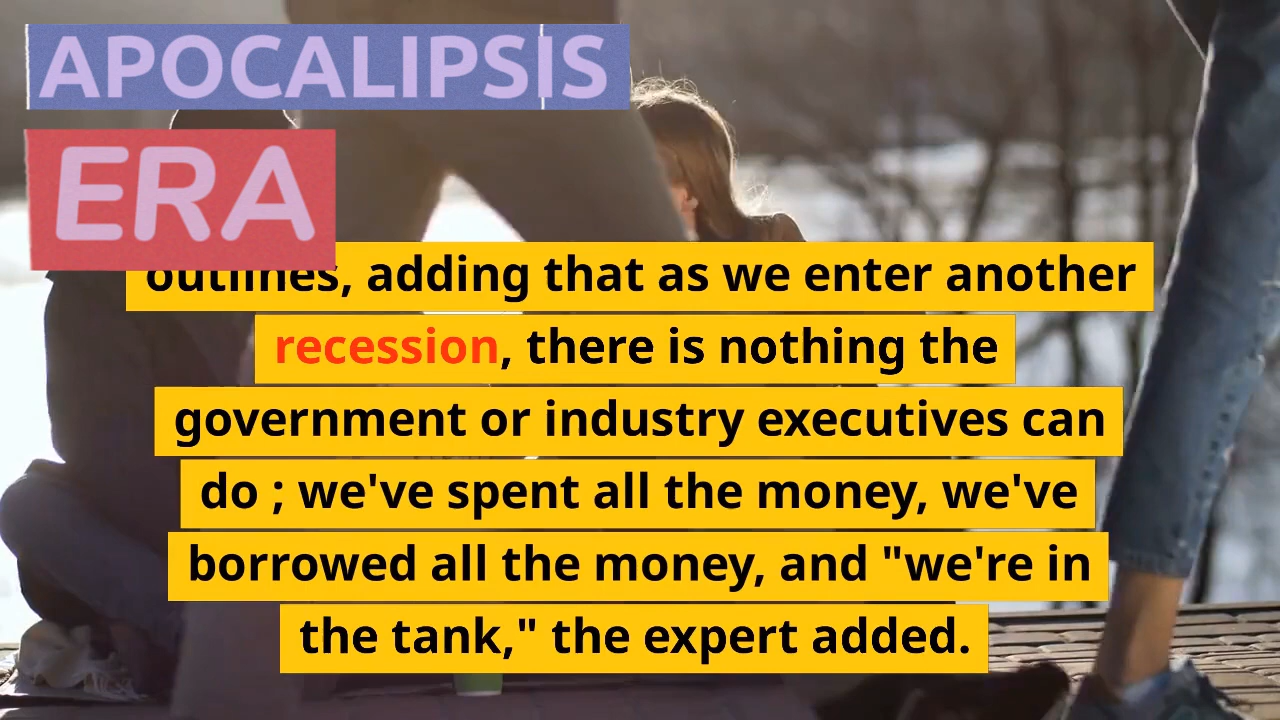 APOCALIPSIS
ERA
outlines, adding that as we enter another
recession, there is nothing the
government or industry executives can
do ; we've spent all the money, we've
borrowed all the money, and "we're in
the tank," the expert added.